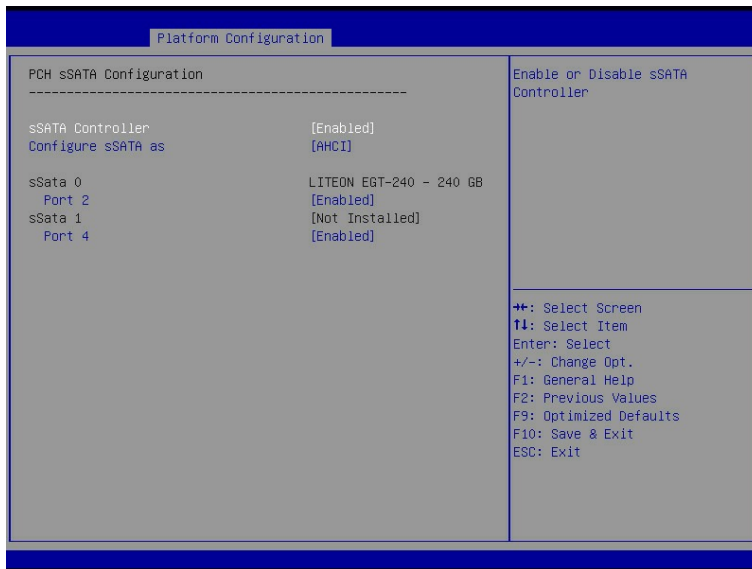 Platform Configuration
PCH sSATA Configuration
--------------------------------------------------
sSATA Controller [Enabled]
Configure sSATA as [AHCI]
sSata 0 LITEON EGT-240 - 240 GB
Port 2 [Enabled]
sSata 1 [Not Installed]
Port 4 [Enabled]
Enable or Disable sSATA
Controller
→←: Select Screen
↑↓: Select Item
Enter: Select
+/-: Change Opt.
F1: General Help
F2: Previous Values
F9: Optimized Defaults
F10: Save & Exit
ESC: Exit